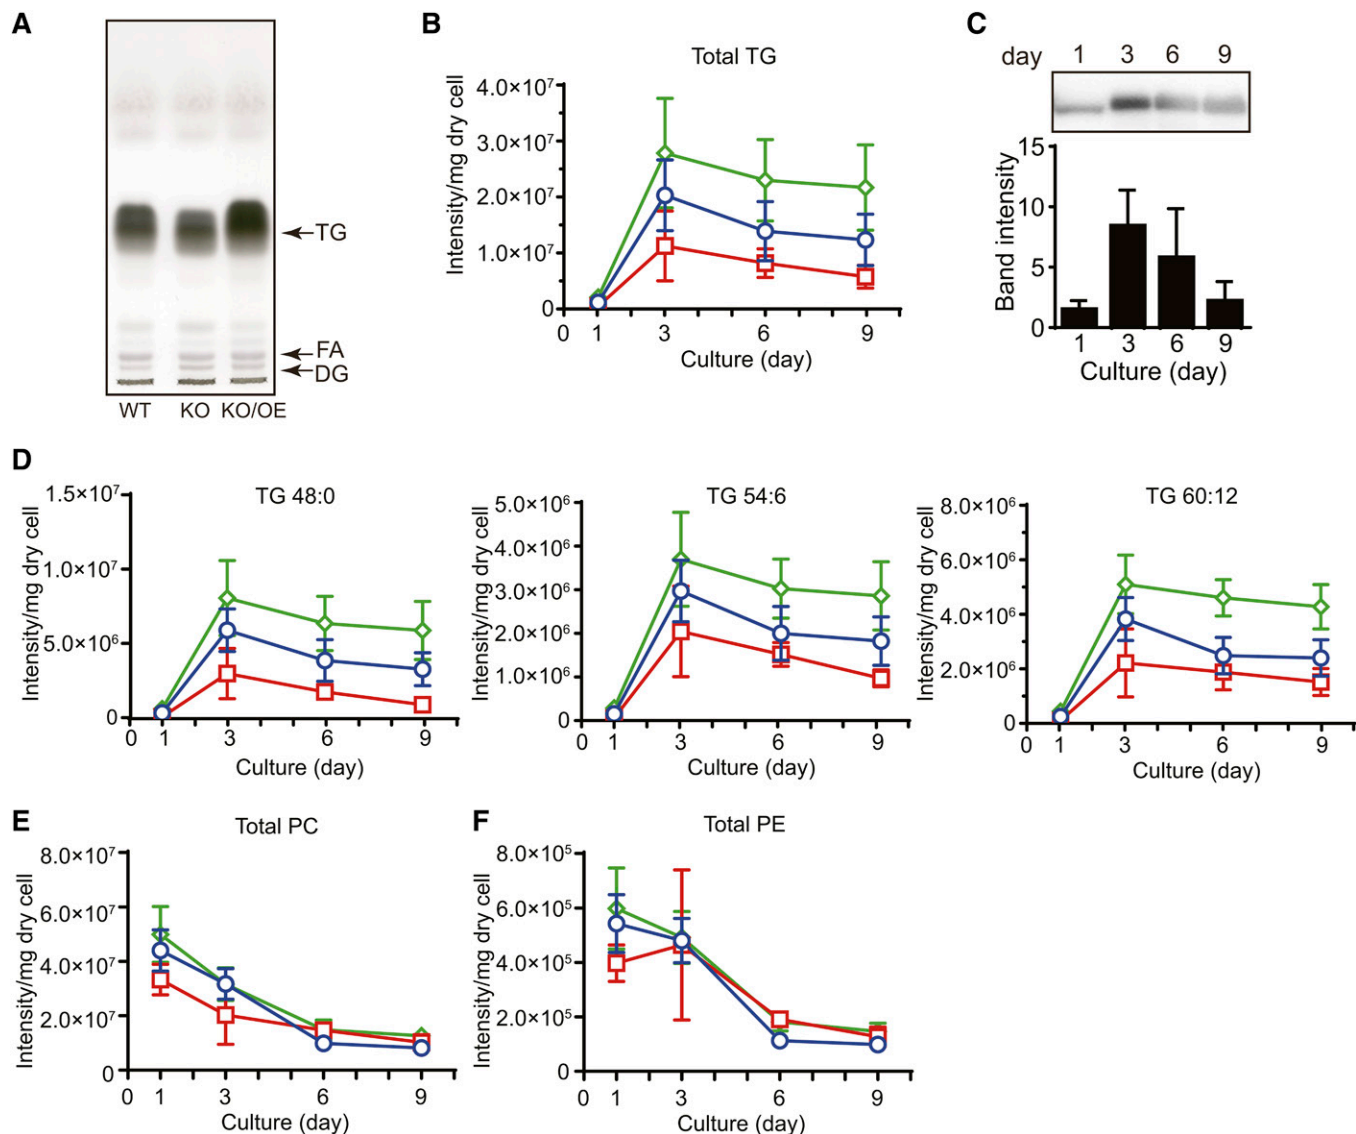 A
TG
FA
DG
WT KO KO/OE
B
Total TG
Intensity/mg dry cell
4.0×10⁷
3.0×10⁷
2.0×10⁷
1.0×10⁷
0
0 1 3 6 9
Culture (day)
C
day 1 3 6 9
Band intensity
15
10
5
0
1 3 6 9
Culture (day)
D
TG 48:0
Intensity/mg dry cell
1.5×10⁷
1.0×10⁷
5.0×10⁶
0
0 1 3 6 9
Culture (day)
TG 54:6
Intensity/mg dry cell
5.0×10⁶
4.0×10⁶
3.0×10⁶
2.0×10⁶
1.0×10⁶
0
0 1 3 6 9
Culture (day)
TG 60:12
Intensity/mg dry cell
8.0×10⁶
6.0×10⁶
4.0×10⁶
2.0×10⁶
0
0 1 3 6 9
Culture (day)
E
Total PC
Intensity/mg dry cell
8.0×10⁷
6.0×10⁷
4.0×10⁷
2.0×10⁷
0
0 1 3 6 9
Culture (day)
F
Total PE
Intensity/mg dry cell
8.0×10⁵
6.0×10⁵
4.0×10⁵
2.0×10⁵
0
0 1 3 6 9
Culture (day)